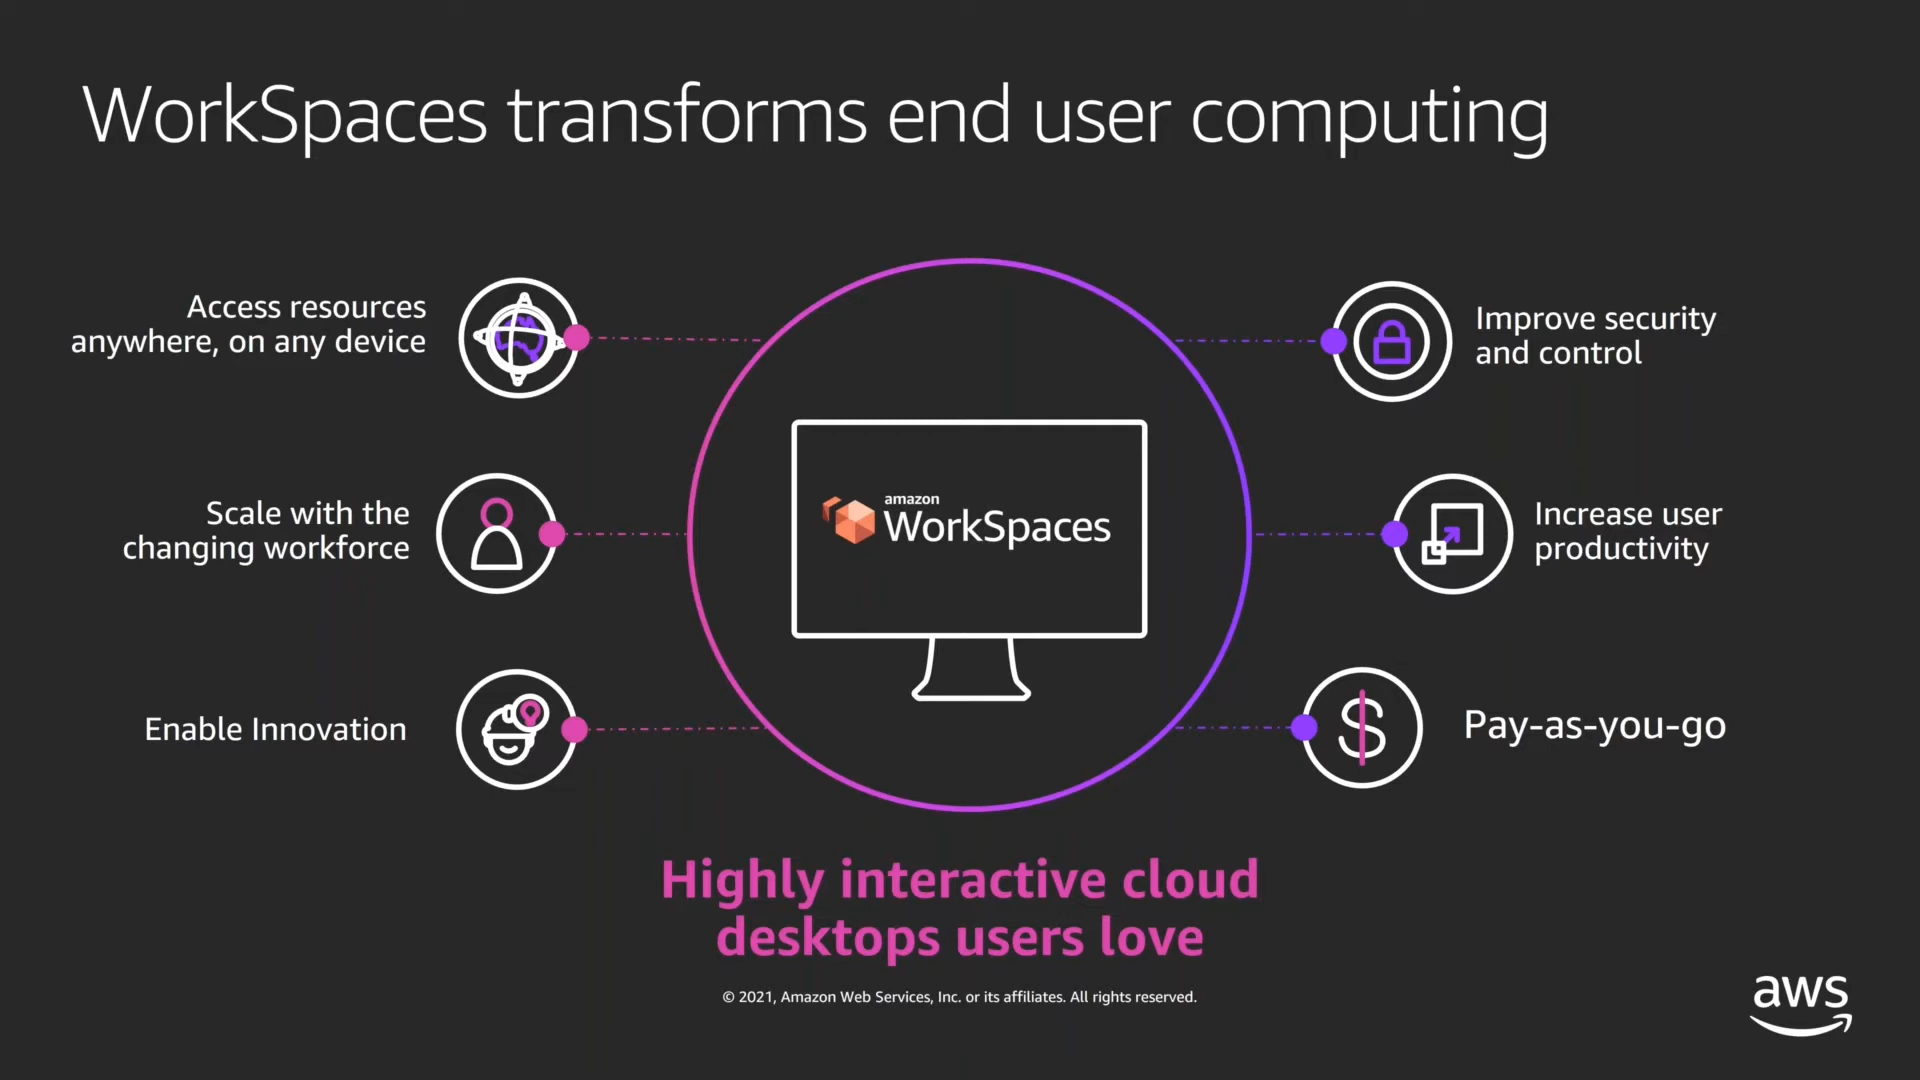 WorkSpaces transforms end user computing
Access resources
anywhere, on any device
Scale with the
changing workforce
Enable Innovation
amazon
WorkSpaces
Improve security
and control
Increase user
productivity
Pay-as-you-go
Highly interactive cloud
desktops users love
© 2021, Amazon Web Services, Inc. or its affiliates. All rights reserved.
aws